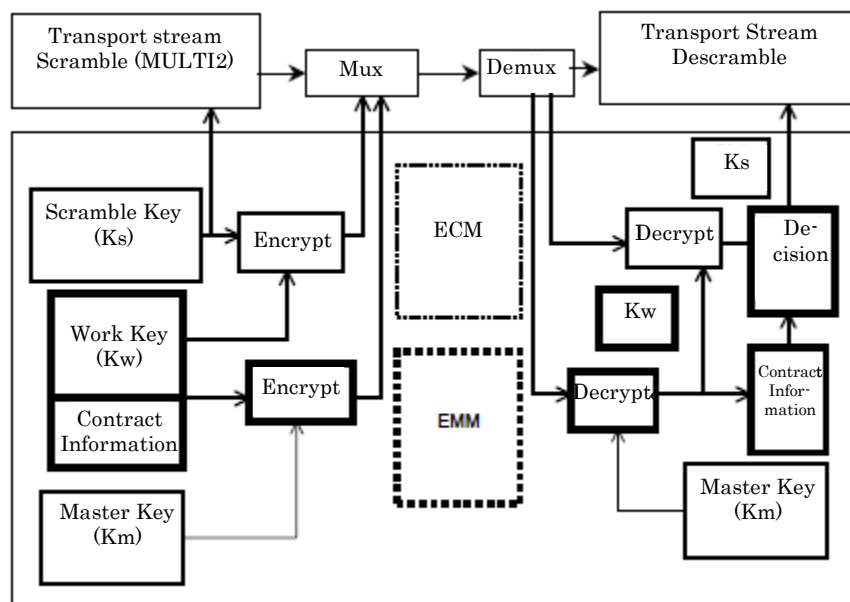 Transport stream
Scramble (MULTI2)
Mux
Demux
Transport Stream
Descramble
Scramble Key
(Ks)
Encrypt
ECM
Decrypt
Ks
De-
cision
Work Key
(Kw)
Contract
Information
Encrypt
EMM
Kw
Decrypt
Contract
Infor-
mation
Master Key
(Km)
Master Key
(Km)